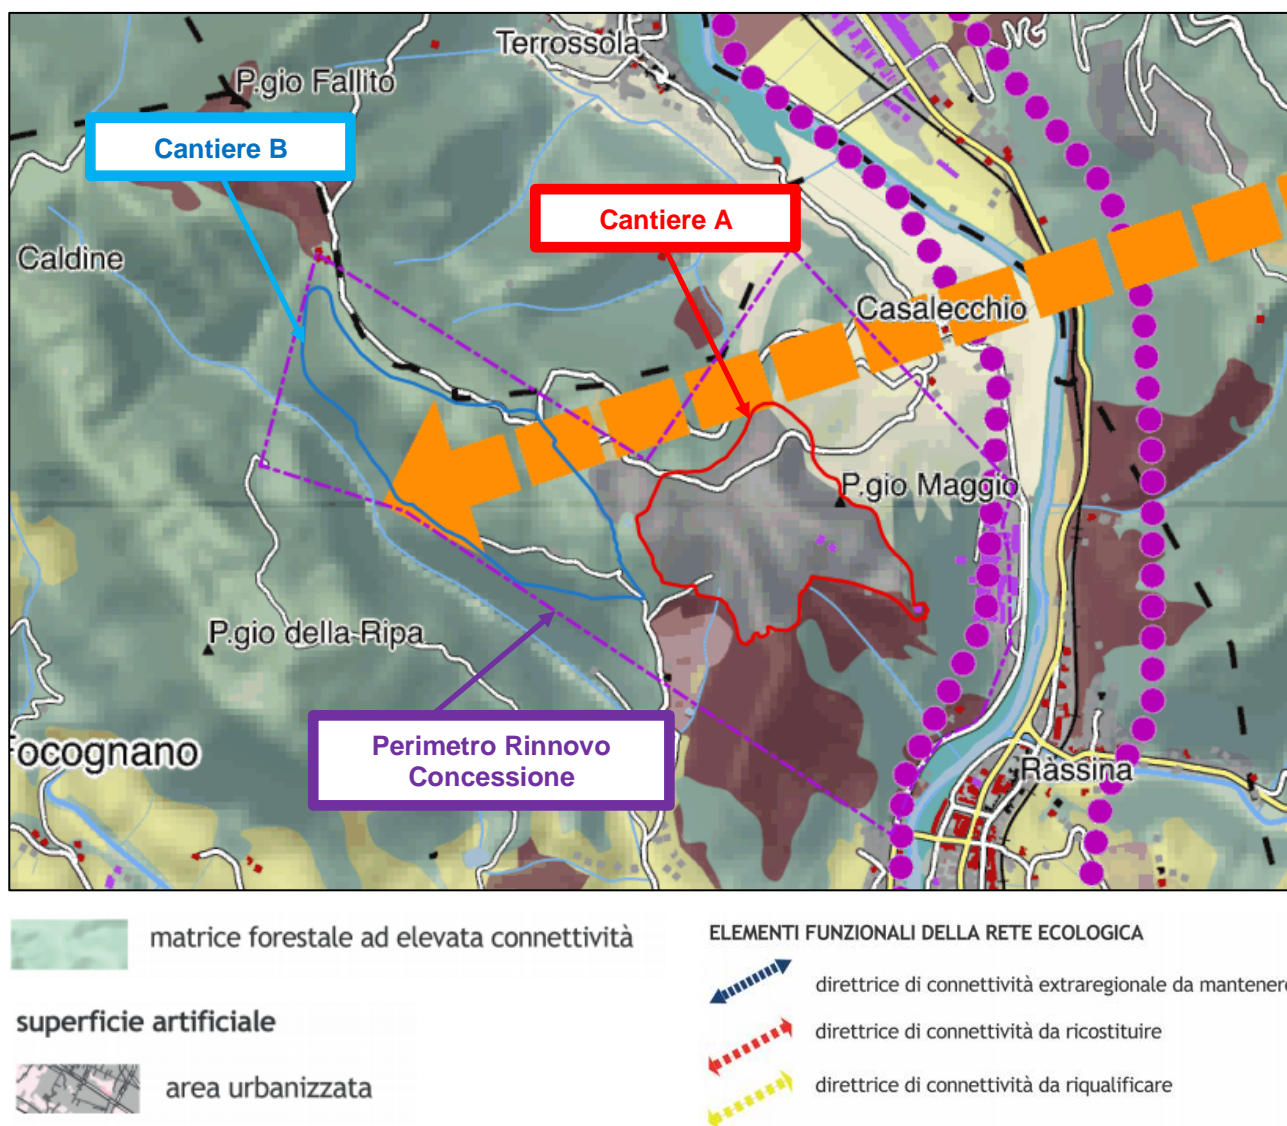 Terrossola
P.gio Fallito
Cantiere B
Cantiere A
Caldine
Casalecchio
P.gio Maggio
P.gio della Ripa
Focognano
Perimetro Rinnovo
Concessione
Rassina
matrice forestale ad elevata connettività
superficie artificiale
area urbanizzata
ELEMENTI FUNZIONALI DELLA RETE ECOLOGICA
direttrice di connettività extraregionale da mantenere
direttrice di connettività da ricostituire
direttrice di connettività da riqualificare